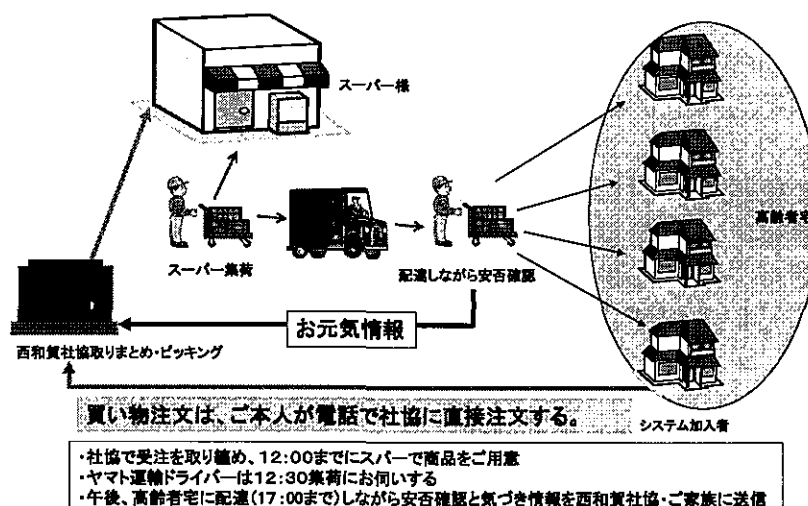 スーパー様
高齢者宅
スーパー集荷
配達しながら安否確認
お元気情報
西和賀社協取りまとめ・ピッキング
買い物注文は、ご本人が電話で社協に直接注文する。
システム加入者
・社協で受注を取り纏め、12:00までにスパーで商品をご用意
・ヤマト運輸ドライバーは12:30集荷にお伺いする
・午後、高齢者宅に配達(17:00まで)しながら安否確認と気づき情報を西和賀社協・ご家族に送信